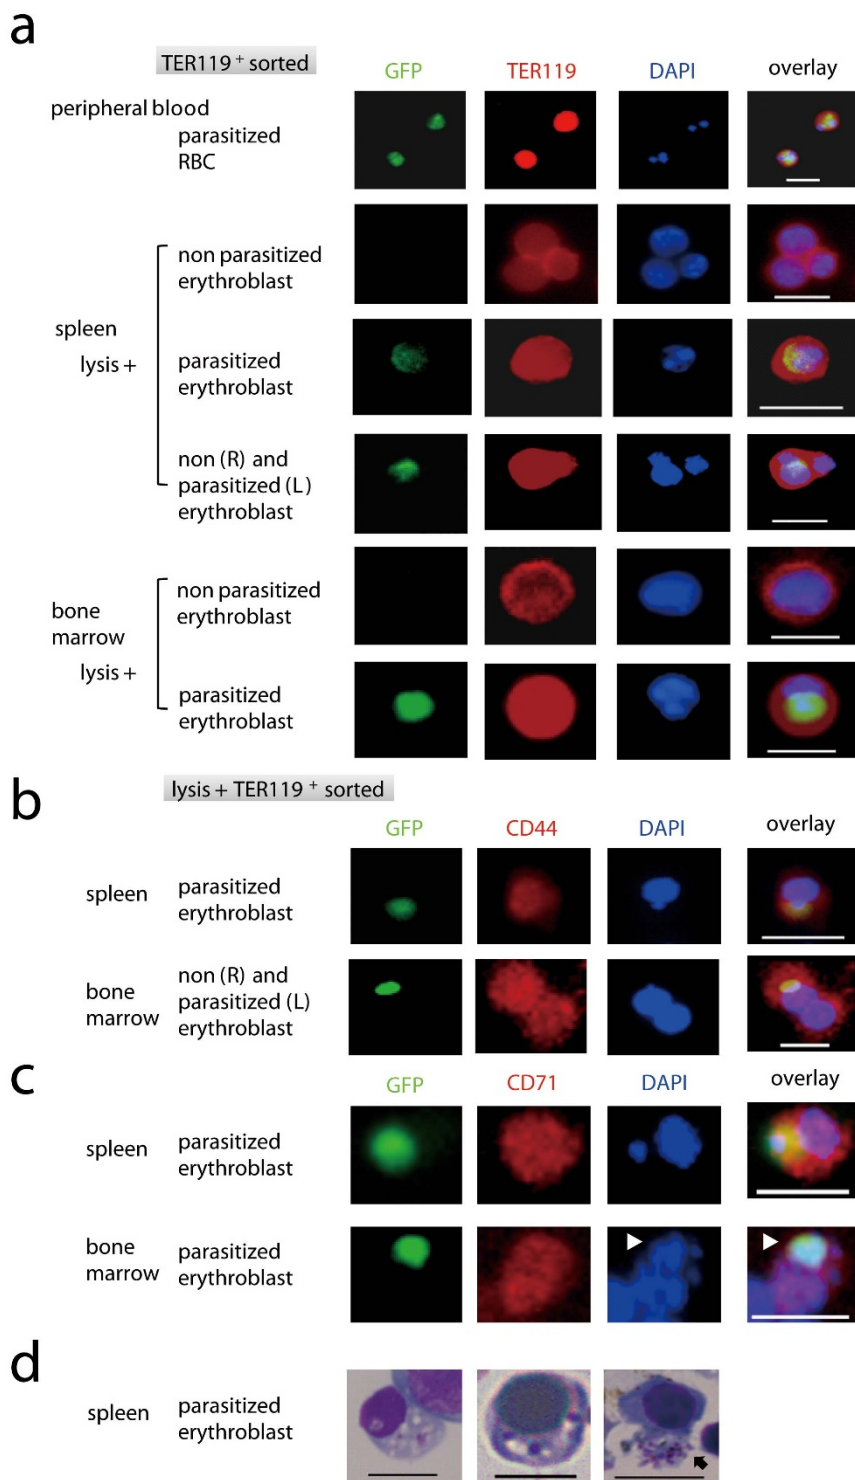 a
TER119 + sorted
GFP TER119 DAPI overlay
peripheral blood
parasitized
RBC
non parasitized
erythroblast
spleen
lysis +
parasitized
erythroblast
non (R) and
parasitized (L)
erythroblast
non parasitized
erythroblast
bone
marrow
lysis +
parasitized
erythroblast
b
lysis + TER119 + sorted
GFP CD44 DAPI overlay
spleen parasitized
erythroblast
bone non (R) and
marrow parasitized (L)
erythroblast
c
GFP CD71 DAPI overlay
spleen parasitized
erythroblast
bone parasitized
marrow erythroblast
d
spleen parasitized
erythroblast